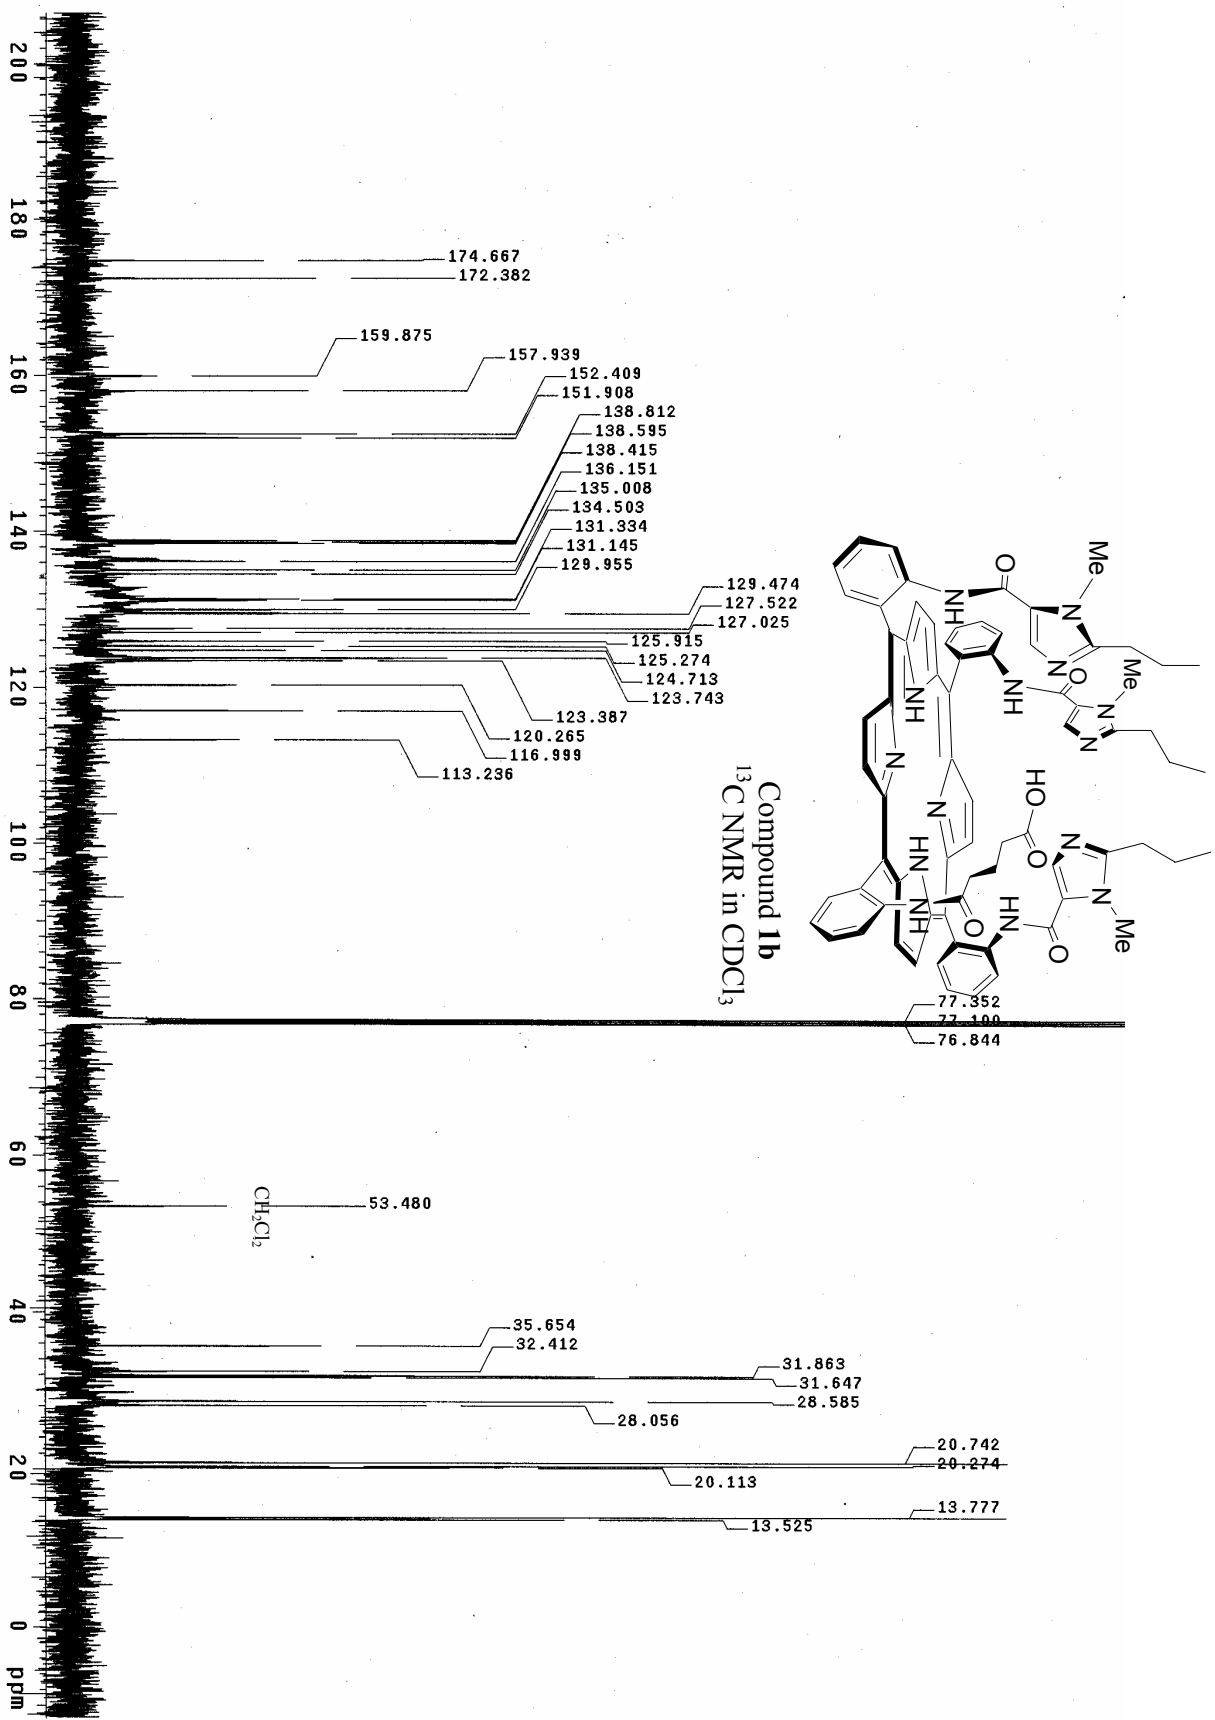 174.667
172.382
159.875
157.939
152.409
151.908
138.812
138.595
138.415
136.151
135.008
134.503
131.334
131.145
129.955
129.474
127.522
127.025
125.915
125.274
124.713
123.743
123.387
120.265
116.999
113.236
77.352
77.100
76.844
53.480
35.654
32.412
31.863
31.647
28.585
28.056
20.742
20.274
20.113
13.777
13.525
CH₂Cl₂
Me
O
N
NH
N
Me
O
N
NH
N
NH
N
N
HN
HO
O
N
N
Me
NH
O
HN
O
Compound 1b
¹³C NMR in CDCl₃
200 180 160 140 120 100 80 60 40 20 0 ppm